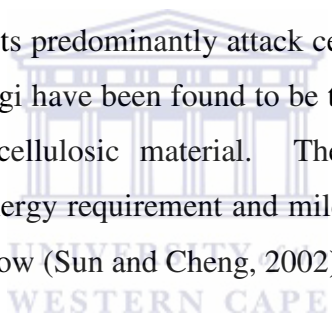 ts predominantly attack ce
gi have been found to be t
cellulosic material. The
ergy requirement and mil
UNIVERSITY of the
ow (Sun and Cheng, 2002)
WESTERN CAPE